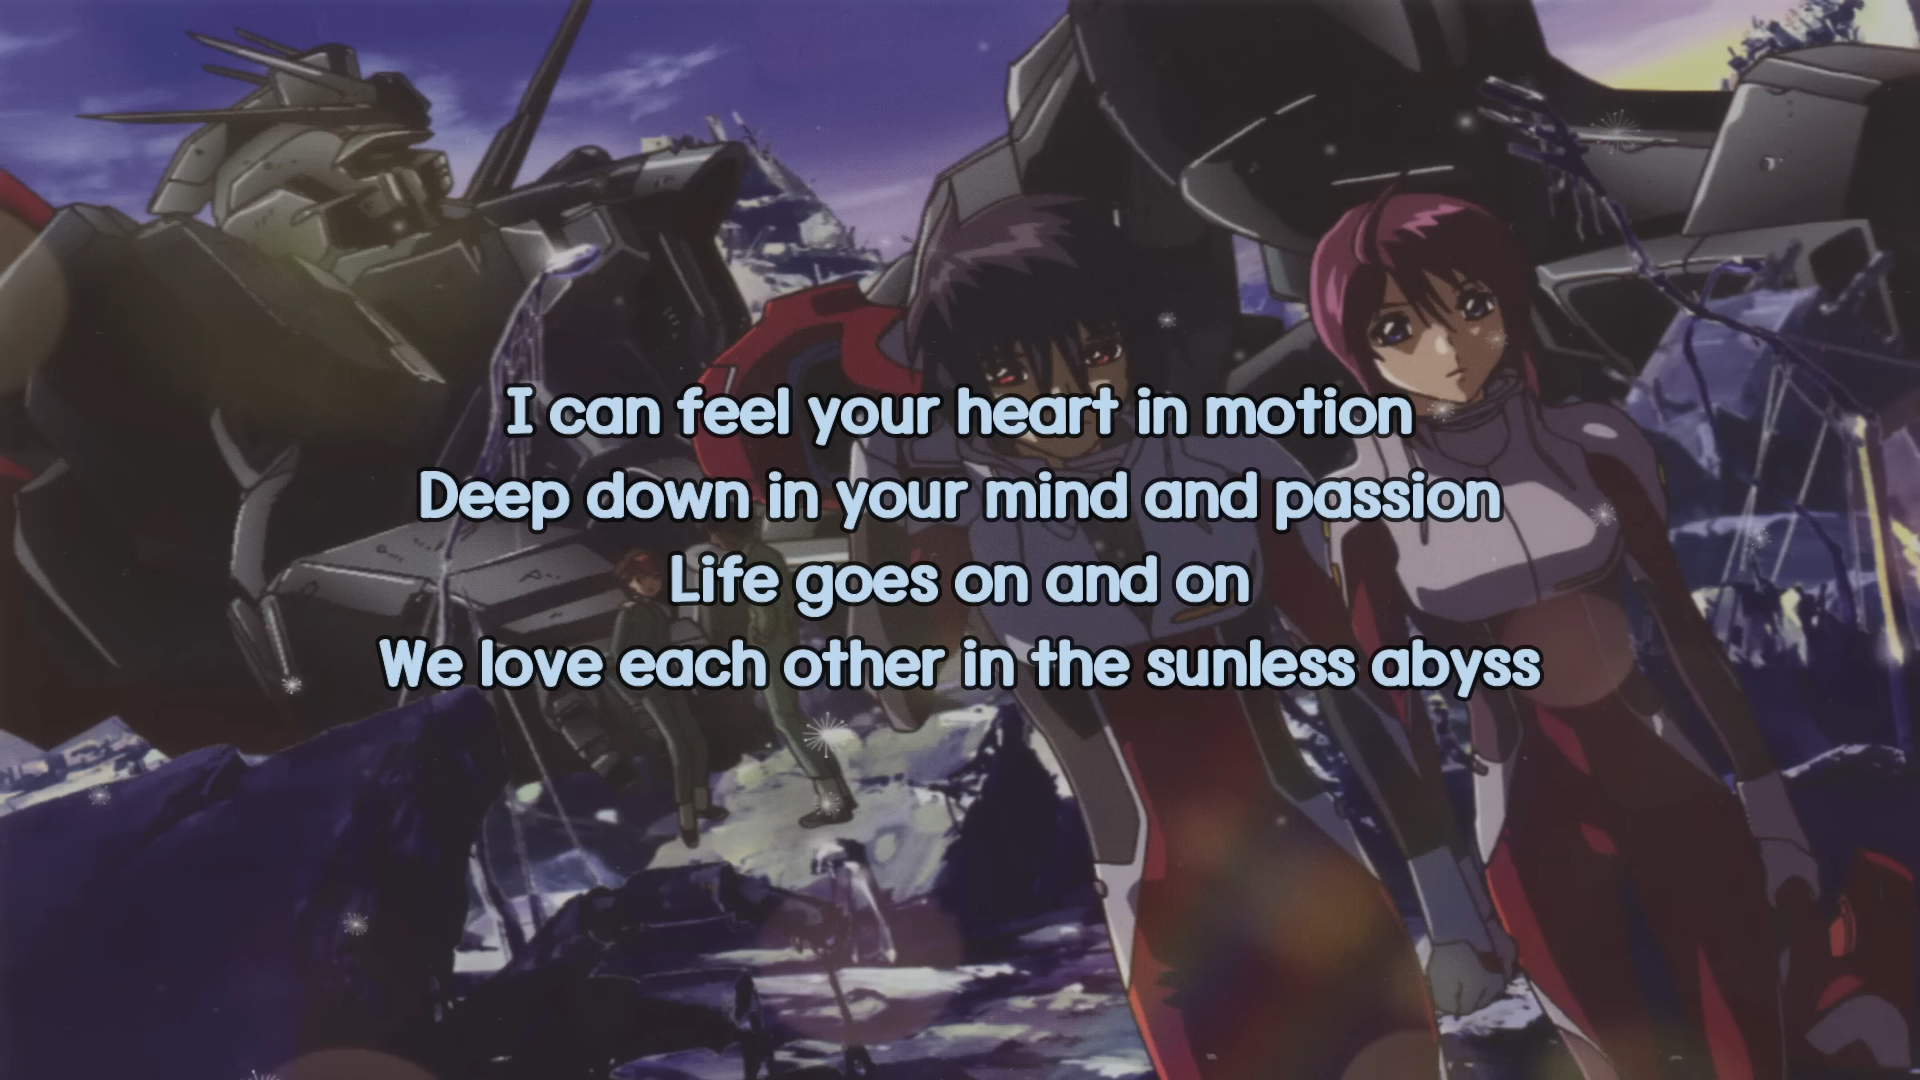 I can feel your heart in motion
Deep down in your mind and passion
Life goes on and on
We love each other in the sunless abyss